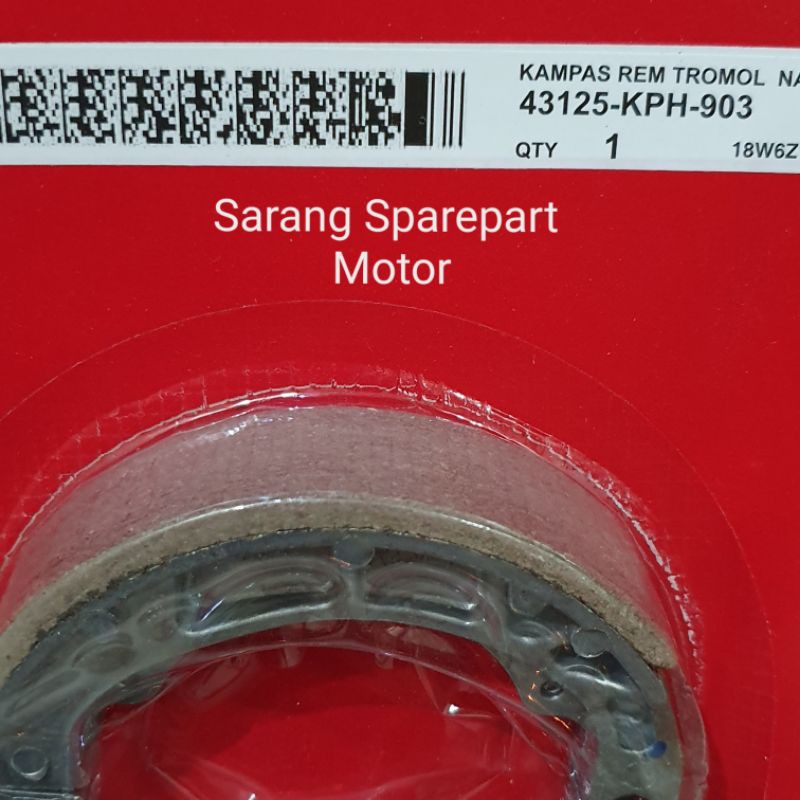 KAMPAS REM TROMOL NA
43125-KPH-903
QTY 1 18W6Z
Sarang Sparepart
Motor